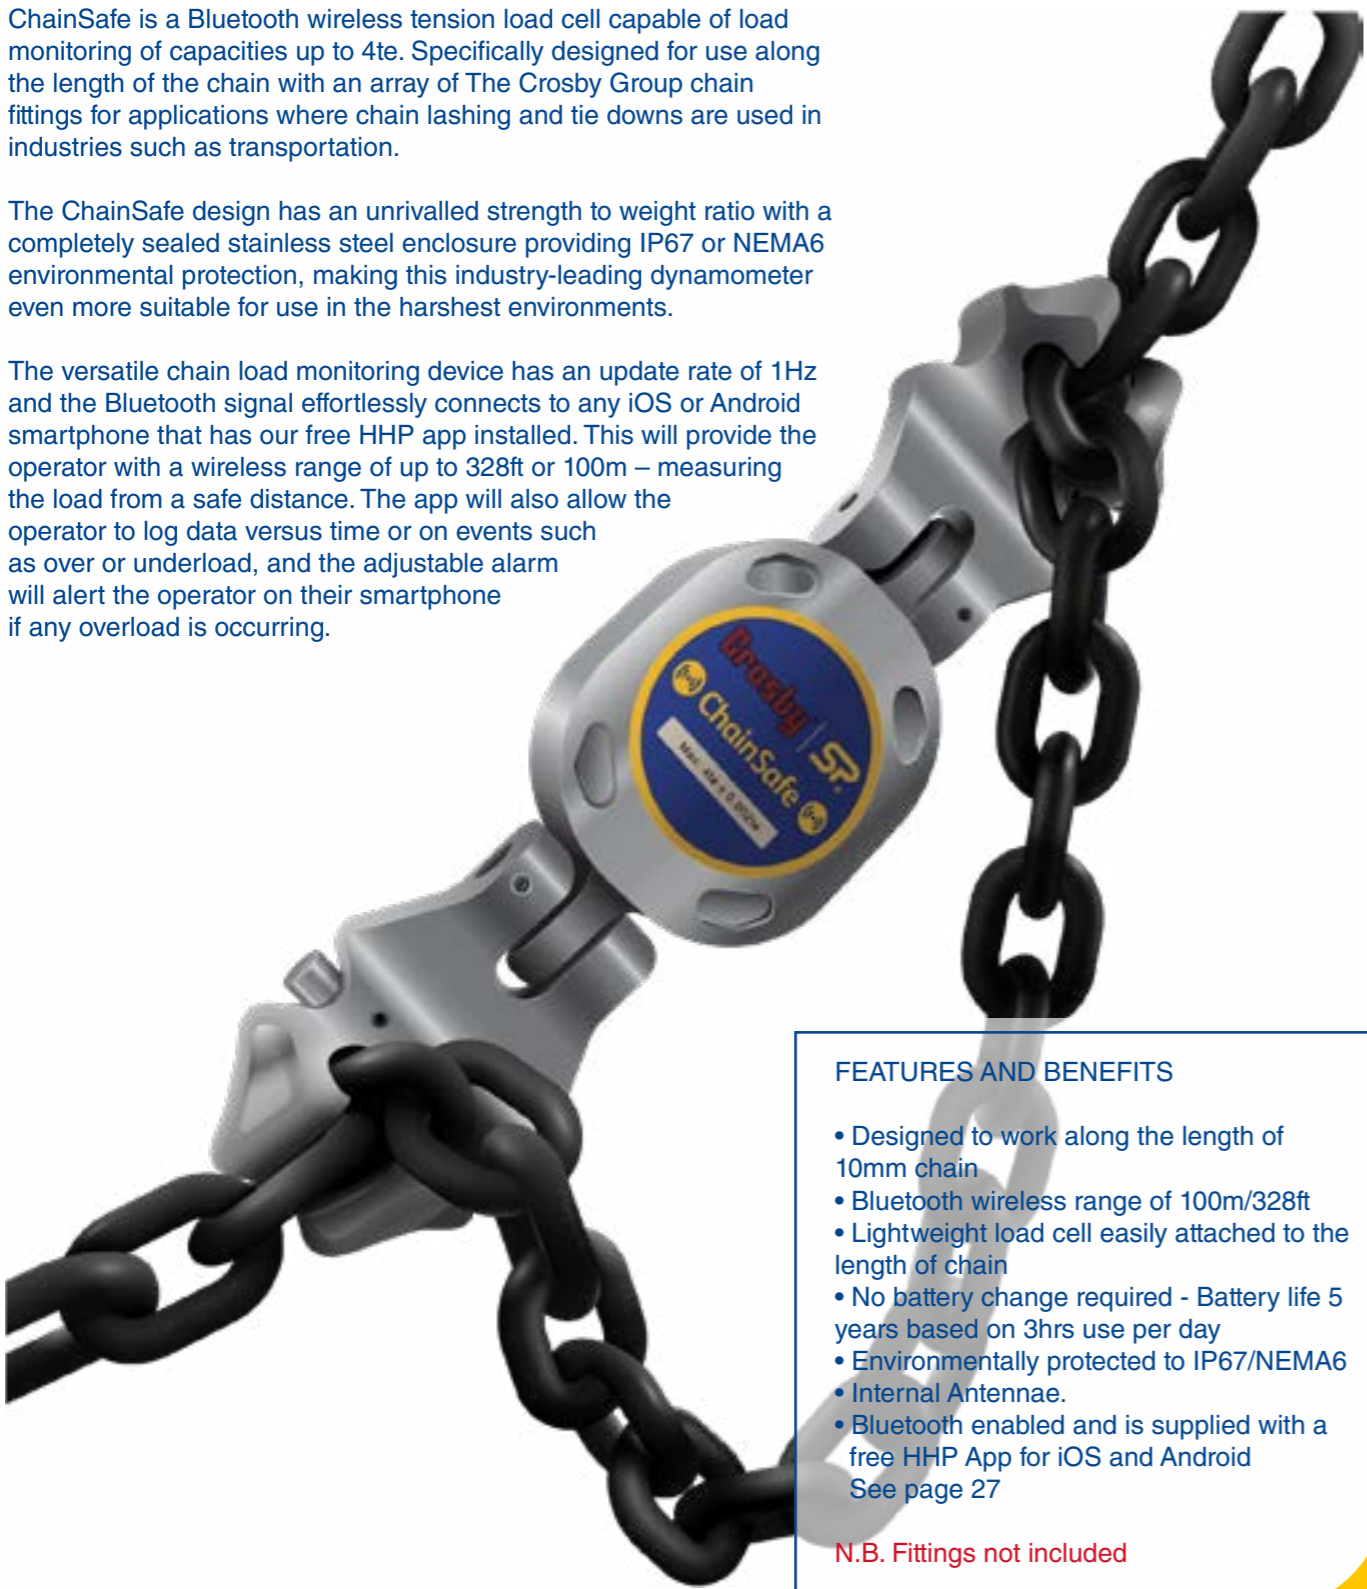 ChainSafe is a Bluetooth wireless tension load cell capable of load
monitoring of capacities up to 4te. Specifically designed for use along
the length of the chain with an array of The Crosby Group chain
fittings for applications where chain lashing and tie downs are used in
industries such as transportation.
The ChainSafe design has an unrivalled strength to weight ratio with a
completely sealed stainless steel enclosure providing IP67 or NEMA6
environmental protection, making this industry-leading dynamometer
even more suitable for use in the harshest environments.
The versatile chain load monitoring device has an update rate of 1Hz
and the Bluetooth signal effortlessly connects to any iOS or Android
smartphone that has our free HHP app installed. This will provide the
operator with a wireless range of up to 328ft or 100m – measuring
the load from a safe distance. The app will also allow the
operator to log data versus time or on events such
as over or underload, and the adjustable alarm
will alert the operator on their smartphone
if any overload is occurring.
Crosby | SP
ChainSafe
Max. 4te x 0.002te
FEATURES AND BENEFITS
• Designed to work along the length of
10mm chain
• Bluetooth wireless range of 100m/328ft
• Lightweight load cell easily attached to the
length of chain
• No battery change required - Battery life 5
years based on 3hrs use per day
• Environmentally protected to IP67/NEMA6
• Internal Antennae.
• Bluetooth enabled and is supplied with a
free HHP App for iOS and Android
See page 27
N.B. Fittings not included